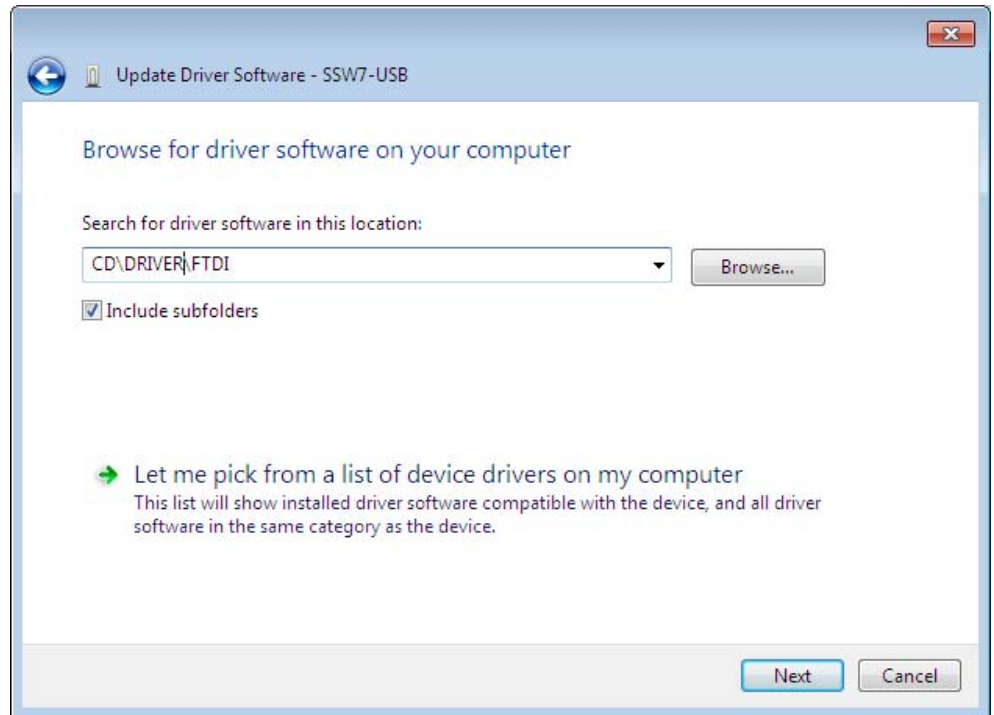 Update Driver Software - SSW7-USB
Browse for driver software on your computer
Search for driver software in this location:
CD\DRIVER\FTDI
Browse...
Include subfolders
Let me pick from a list of device drivers on my computer
This list will show installed driver software compatible with the device, and all driver
software in the same category as the device.
Next
Cancel